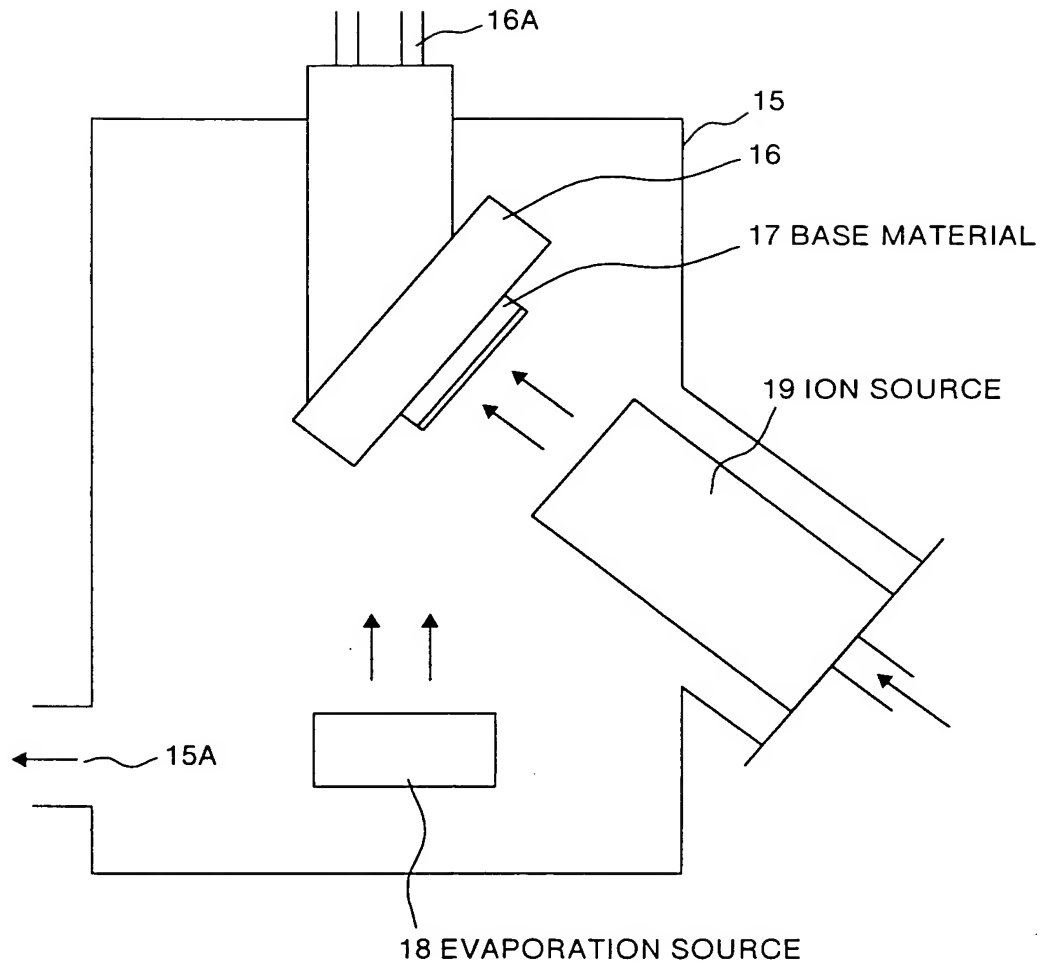 16A
15
16
17 BASE MATERIAL
19 ION SOURCE
15A
18 EVAPORATION SOURCE